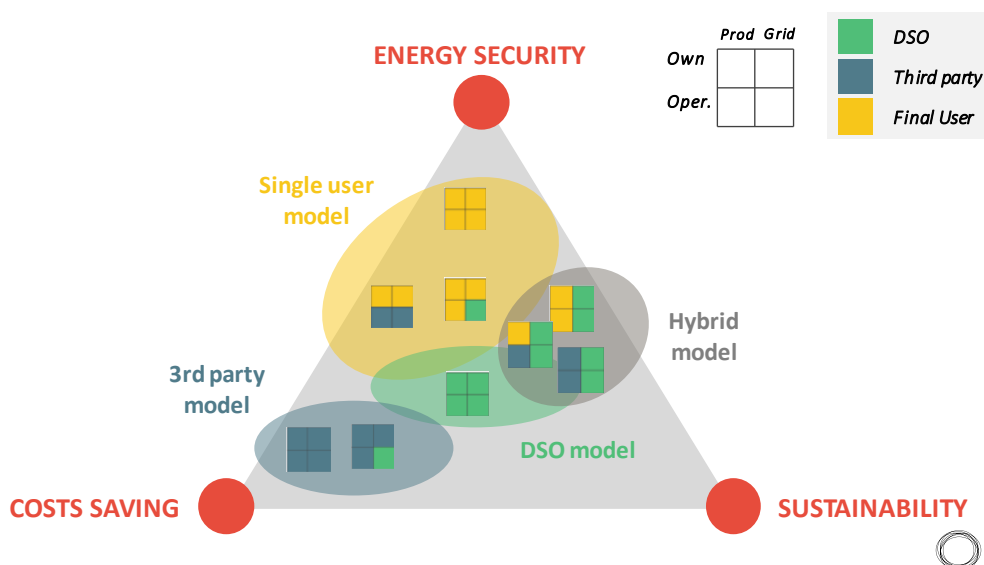 Prod Grid
Own
Oper.
DSO
Third party
Final User
ENERGY SECURITY
Single user
model
Hybrid
model
3rd party
model
DSO model
COSTS SAVING
SUSTAINABILITY